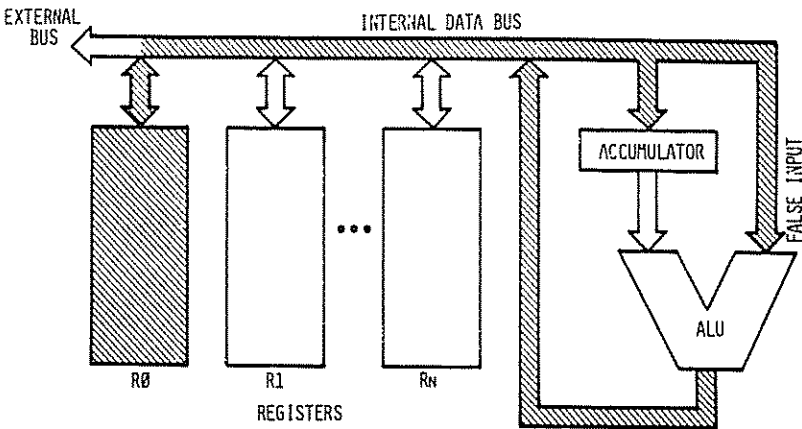 EXTERNAL
BUS
INTERNAL DATA BUS
ACCUMULATOR
FALSE INPUT
ALU
RØ
R1
RN
REGISTERS